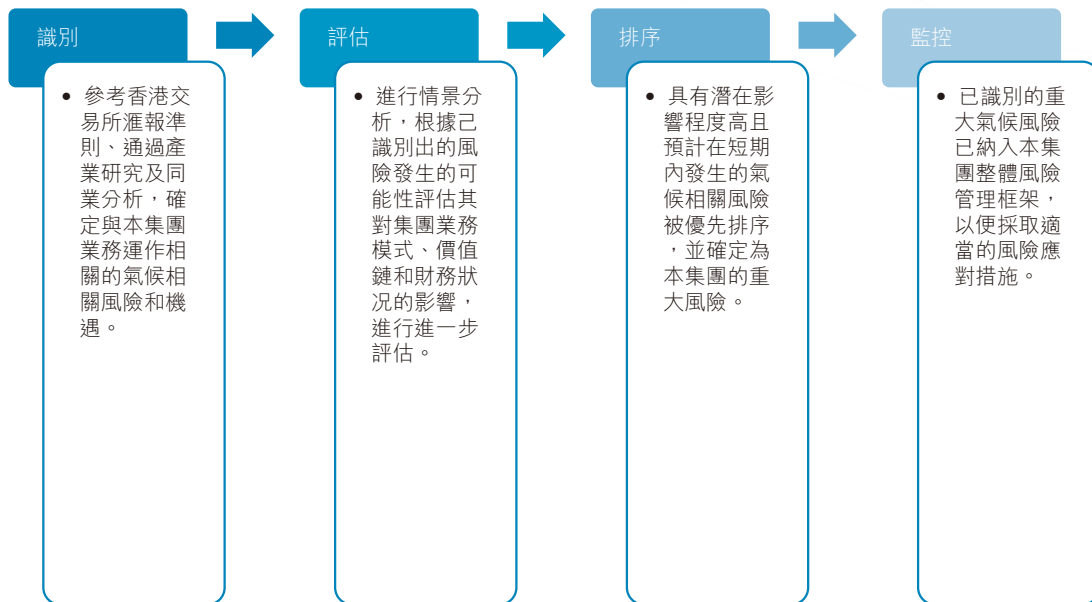 識別
• 參考香港交
易所滙報準
則、通過產
業研究及同
業分析，確
定與本集團
業務運作相
關的氣候相
關風險和機
遇。
評估
• 進行情景分
析，根據己
識別出的風
險發生的可
能性評估其
對集團業務
模式、價值
鏈和財務狀
況的影響，
進行進一步
評估。
排序
• 具有潛在影
響程度高且
預計在短期
內發生的氣
候相關風險
被優先排序
，並確定為
本集團的重
大風險。
監控
• 已識別的重
大氣候風險
已納入本集
團整體風險
管理框架，
以便採取適
當的風險應
對措施。